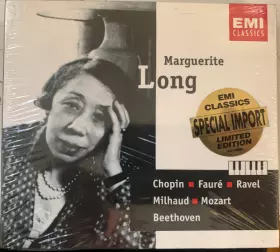 EMI
CLASSICS
Marguerite
Long
EMI
CLASSICS
SPECIAL IMPORT
LIMITED
EDITION
Chopin ▪ Fauré ▪ Ravel
Milhaud ▪ Mozart
Beethoven